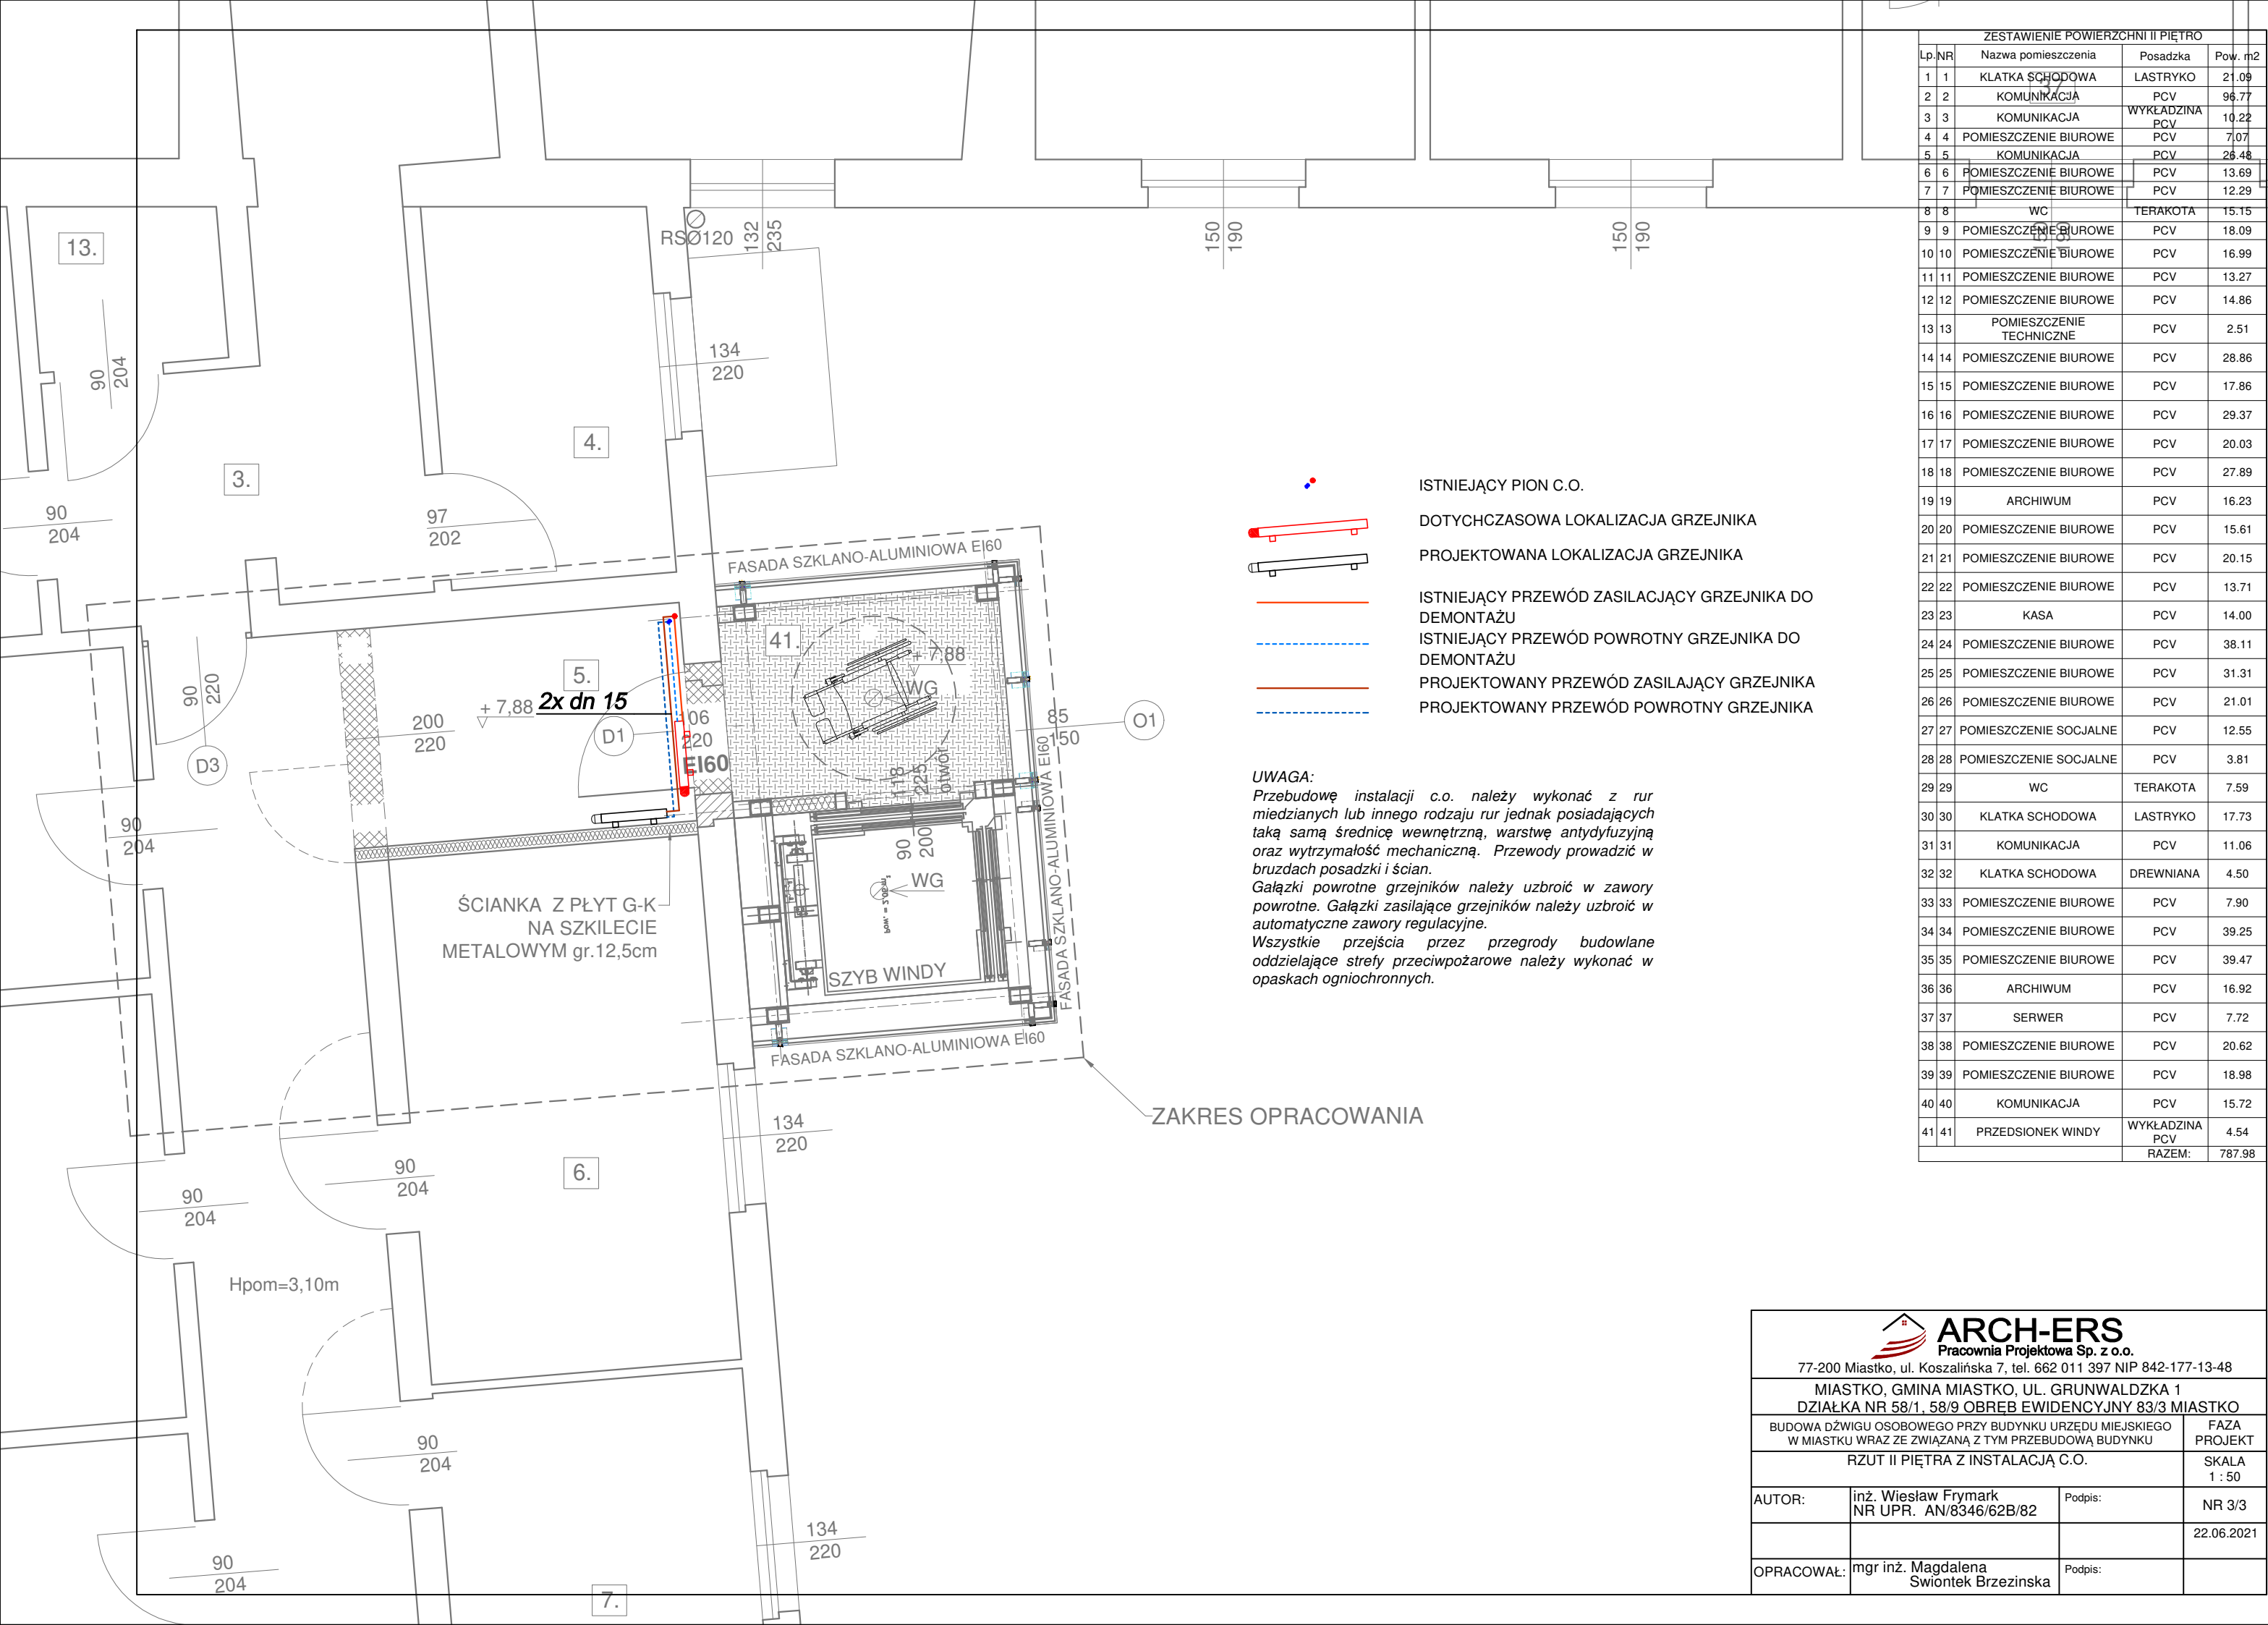 ZESTAWIENIE POWIERZCHNI II PIĘTRO
Lp. NR Nazwa pomieszczenia Posadzka Pow. m2
1 1 KLATKA SCHODOWA LASTRYKO 21.09
2 2 KOMUNIKACJA PCV 96.77
3 3 KOMUNIKACJA WYKŁADZINA PCV 10.22
4 4 POMIESZCZENIE BIUROWE PCV 7.07
5 5 KOMUNIKACJA PCV 26.48
6 6 POMIESZCZENIE BIUROWE PCV 13.69
7 7 POMIESZCZENIE BIUROWE PCV 12.29
8 8 WC TERAKOTA 15.15
9 9 POMIESZCZENIE BIUROWE PCV 18.09
10 10 POMIESZCZENIE BIUROWE PCV 16.99
11 11 POMIESZCZENIE BIUROWE PCV 13.27
12 12 POMIESZCZENIE BIUROWE PCV 14.86
13 13 POMIESZCZENIE TECHNICZNE PCV 2.51
14 14 POMIESZCZENIE BIUROWE PCV 28.86
15 15 POMIESZCZENIE BIUROWE PCV 17.86
16 16 POMIESZCZENIE BIUROWE PCV 29.37
17 17 POMIESZCZENIE BIUROWE PCV 20.03
18 18 POMIESZCZENIE BIUROWE PCV 27.89
19 19 ARCHIWUM PCV 16.23
20 20 POMIESZCZENIE BIUROWE PCV 15.61
21 21 POMIESZCZENIE BIUROWE PCV 20.15
22 22 POMIESZCZENIE BIUROWE PCV 13.71
23 23 KASA PCV 14.00
24 24 POMIESZCZENIE BIUROWE PCV 38.11
25 25 POMIESZCZENIE BIUROWE PCV 31.31
26 26 POMIESZCZENIE BIUROWE PCV 21.01
27 27 POMIESZCZENIE SOCJALNE PCV 12.55
28 28 POMIESZCZENIE SOCJALNE PCV 3.81
29 29 WC TERAKOTA 7.59
30 30 KLATKA SCHODOWA LASTRYKO 17.73
31 31 KOMUNIKACJA PCV 11.06
32 32 KLATKA SCHODOWA DREWNIANA 4.50
33 33 POMIESZCZENIE BIUROWE PCV 7.90
34 34 POMIESZCZENIE BIUROWE PCV 39.25
35 35 POMIESZCZENIE BIUROWE PCV 39.47
36 36 ARCHIWUM PCV 16.92
37 37 SERWER PCV 7.72
38 38 POMIESZCZENIE BIUROWE PCV 20.62
39 39 POMIESZCZENIE BIUROWE PCV 18.98
40 40 KOMUNIKACJA PCV 15.72
41 41 PRZEDSIONEK WINDY WYKŁADZINA PCV 4.54
RAZEM: 787.98
37.
150
190
13.
90
204
3.
4.
RSØ120
132
235
150
190
150
190
134
220
90
204
97
202
FASADA SZKLANO-ALUMINIOWA EI60
41.
+ 7,88
WG
5.
+ 7,88
2x dn 15
200
220
D1
06
220
EI60
90
220
D3
118
225
otwór
85
150
O1
FASADA SZKLANO-ALUMINIOWA EI60
90
204
90
200
WG
ŚCIANKA Z PŁYT G-K
NA SZKILECIE
METALOWYM gr.12,5cm
SZYB WINDY
FASADA SZKLANO-ALUMINIOWA EI60
ZAKRES OPRACOWANIA
134
220
90
204
6.
90
204
Hpom=3,10m
90
204
134
220
90
204
7.
ISTNIEJĄCY PION C.O.
DOTYCHCZASOWA LOKALIZACJA GRZEJNIKA
PROJEKTOWANA LOKALIZACJA GRZEJNIKA
ISTNIEJĄCY PRZEWÓD ZASILACJĄCY GRZEJNIKA DO
DEMONTAŻU
ISTNIEJĄCY PRZEWÓD POWROTNY GRZEJNIKA DO
DEMONTAŻU
PROJEKTOWANY PRZEWÓD ZASILAJĄCY GRZEJNIKA
PROJEKTOWANY PRZEWÓD POWROTNY GRZEJNIKA
UWAGA:
Przebudowę instalacji c.o. należy wykonać z rur
miedzianych lub innego rodzaju rur jednak posiadających
taką samą średnicę wewnętrzną, warstwę antydyfuzyjną
oraz wytrzymałość mechaniczną. Przewody prowadzić w
bruzdach posadzki i ścian.
Gałązki powrotne grzejników należy uzbroić w zawory
powrotne. Gałązki zasilające grzejników należy uzbroić w
automatyczne zawory regulacyjne.
Wszystkie przejścia przez przegrody budowlane
oddzielające strefy przeciwpożarowe należy wykonać w
opaskach ogniochronnych.
ARCH-ERS
Pracownia Projektowa Sp. z o.o.
77-200 Miastko, ul. Koszalińska 7, tel. 662 011 397 NIP 842-177-13-48
MIASTKO, GMINA MIASTKO, UL. GRUNWALDZKA 1
DZIAŁKA NR 58/1, 58/9 OBRĘB EWIDENCYJNY 83/3 MIASTKO
BUDOWA DŹWIGU OSOBOWEGO PRZY BUDYNKU URZĘDU MIEJSKIEGO
W MIASTKU WRAZ ZE ZWIĄZANĄ Z TYM PRZEBUDOWĄ BUDYNKU
FAZA
PROJEKT
RZUT II PIĘTRA Z INSTALACJĄ C.O.
SKALA
1 : 50
AUTOR:
inż. Wiesław Frymark
NR UPR. AN/8346/62B/82
Podpis:
NR 3/3
22.06.2021
OPRACOWAŁ:
mgr inż. Magdalena
Swiontek Brzezinska
Podpis: